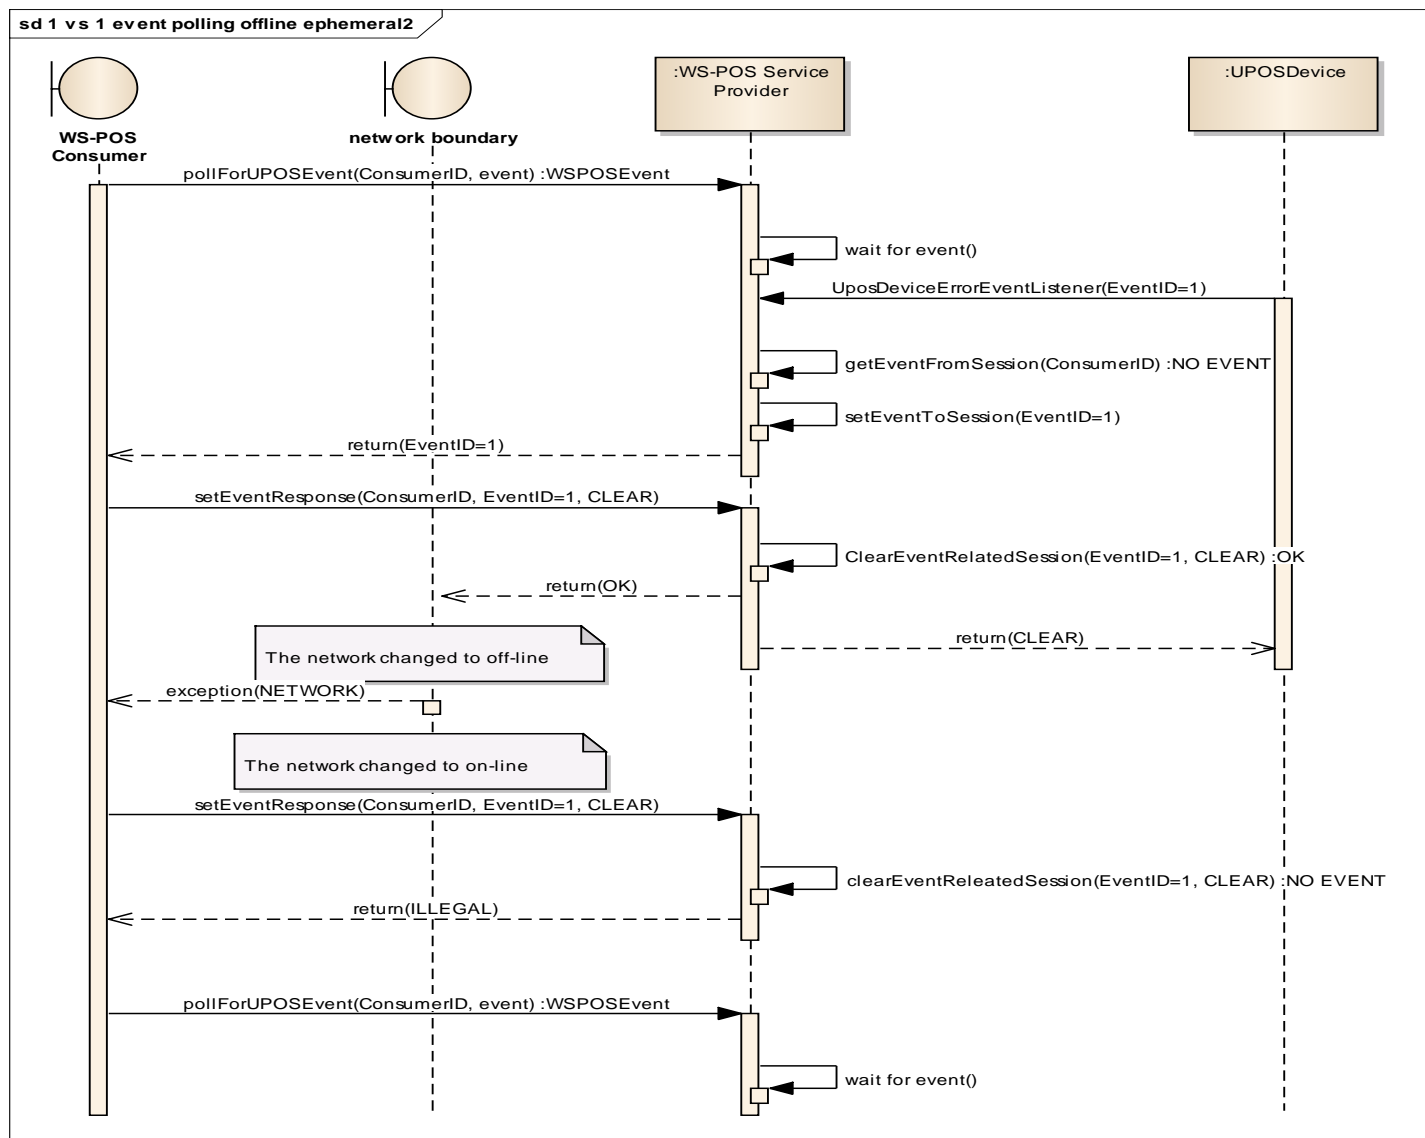 sd 1 vs 1 event polling offline ephemeral2
WS-POS
Consumer
network boundary
:WS-POS Service
Provider
:UPOSDevice
pollForUPOSEvent(ConsumerID, event) :WSPOSEvent
wait for event()
UposDeviceErrorEventListener(EventID=1)
getEventFromSession(ConsumerID) :NO EVENT
setEventToSession(EventID=1)
return(EventID=1)
setEventResponse(ConsumerID, EventID=1, CLEAR)
ClearEventRelatedSession(EventID=1, CLEAR) :OK
return(OK)
The network changed to off-line
return(CLEAR)
exception(NETWORK)
The network changed to on-line
setEventResponse(ConsumerID, EventID=1, CLEAR)
clearEventReleatedSession(EventID=1, CLEAR) :NO EVENT
return(ILLEGAL)
pollForUPOSEvent(ConsumerID, event) :WSPOSEvent
wait for event()